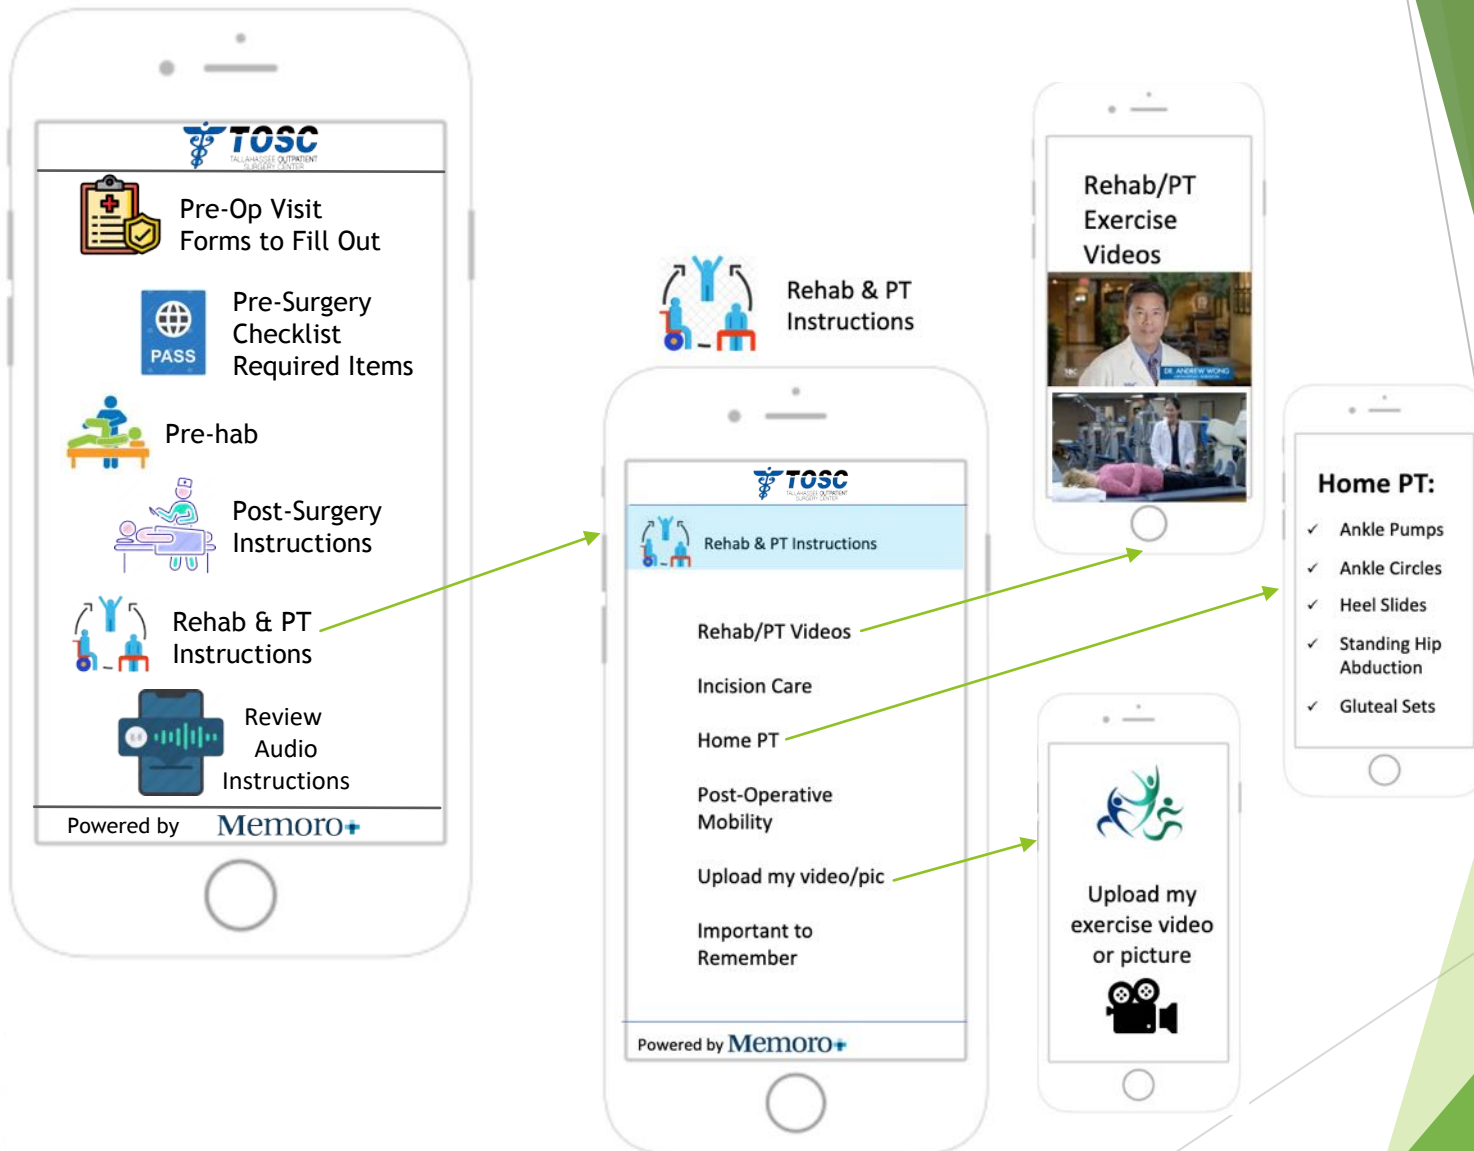 TOSC
TALLAHASSEE OUTPATIENT
SURGERY CENTER
Pre-Op Visit
Forms to Fill Out
PASS
Pre-Surgery
Checklist
Required Items
Pre-hab
Post-Surgery
Instructions
Rehab & PT
Instructions
Review
Audio
Instructions
Powered by Memoro+
Rehab & PT
Instructions
TOSC
TALLAHASSEE OUTPATIENT
SURGERY CENTER
Rehab & PT Instructions
Rehab/PT Videos
Incision Care
Home PT
Post-Operative
Mobility
Upload my video/pic
Important to
Remember
Powered by Memoro+
Rehab/PT
Exercise
Videos
DR. ANDREW WONG
Home PT:
✓ Ankle Pumps
✓ Ankle Circles
✓ Heel Slides
✓ Standing Hip
Abduction
✓ Gluteal Sets
Upload my
exercise video
or picture